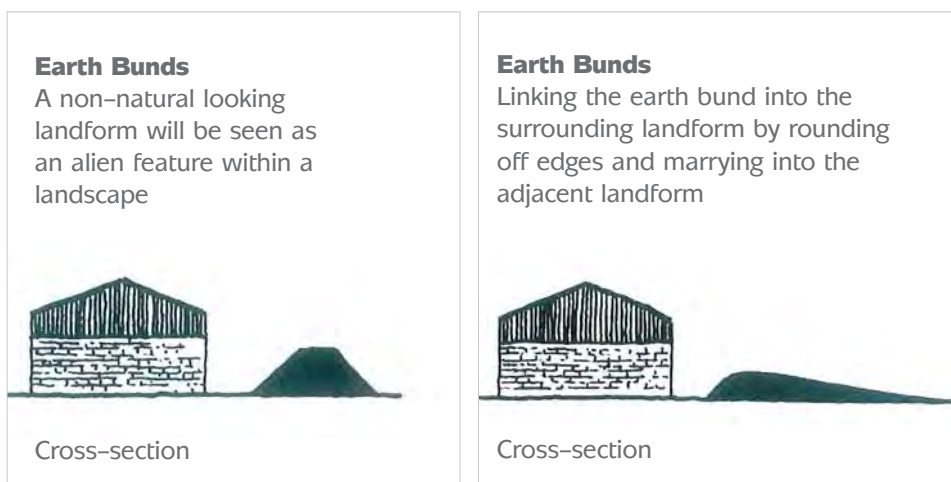 Earth Bunds
A non–natural looking
landform will be seen as
an alien feature within a
landscape
Cross–section
Earth Bunds
Linking the earth bund into the
surrounding landform by rounding
off edges and marrying into the
adjacent landform
Cross–section